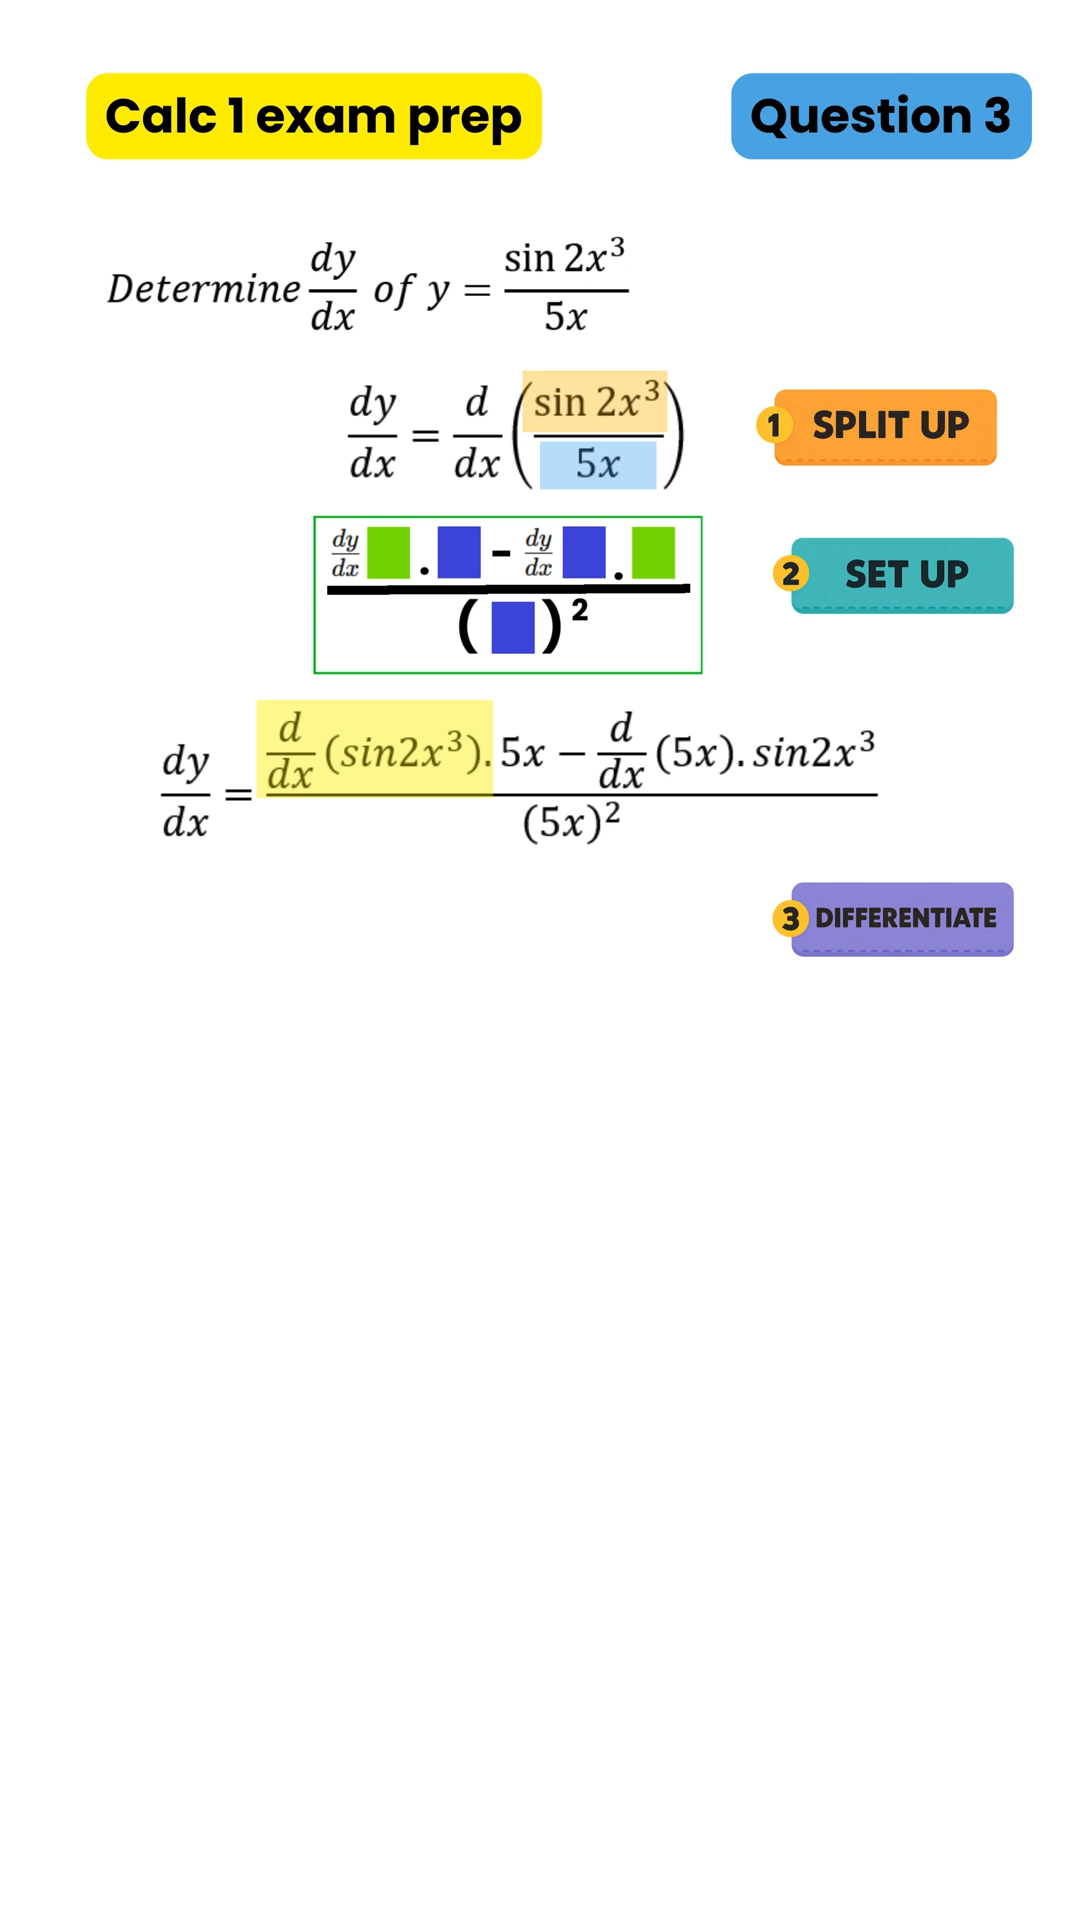 Calc 1 exam prep
Question 3
Determine dy/dx of y = sin 2x³/5x
dy/dx = d/dx (sin 2x³/5x)
1 SPLIT UP
dy/dx . - dy/dx .
( )²
2 SET UP
dy/dx = d/dx (sin2x³). 5x − d/dx (5x). sin2x³
(5x)²
3 DIFFERENTIATE